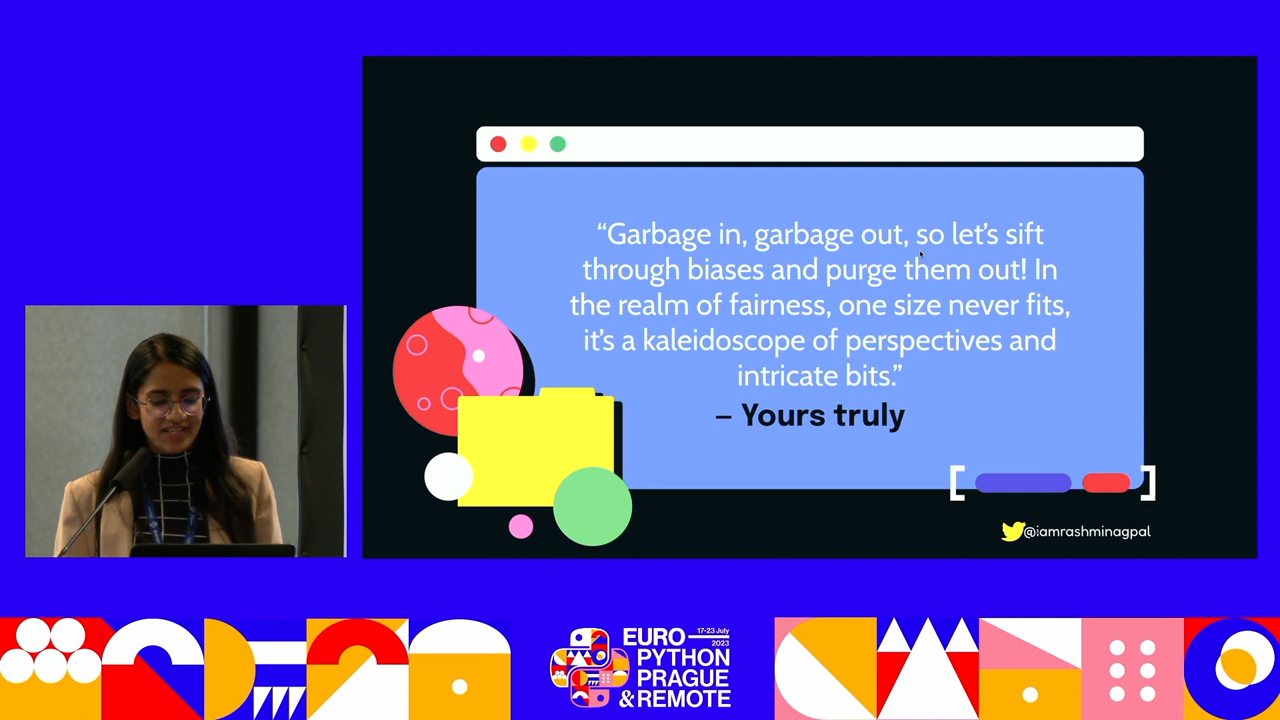 “Garbage in, garbage out, so let’s sift
through biases and purge them out! In
the realm of fairness, one size never fits,
it’s a kaleidoscope of perspectives and
intricate bits.”
– Yours truly
@iamrashminagpal
EURO 17-23 July 2023
PYTHON
PRAGUE
& REMOTE